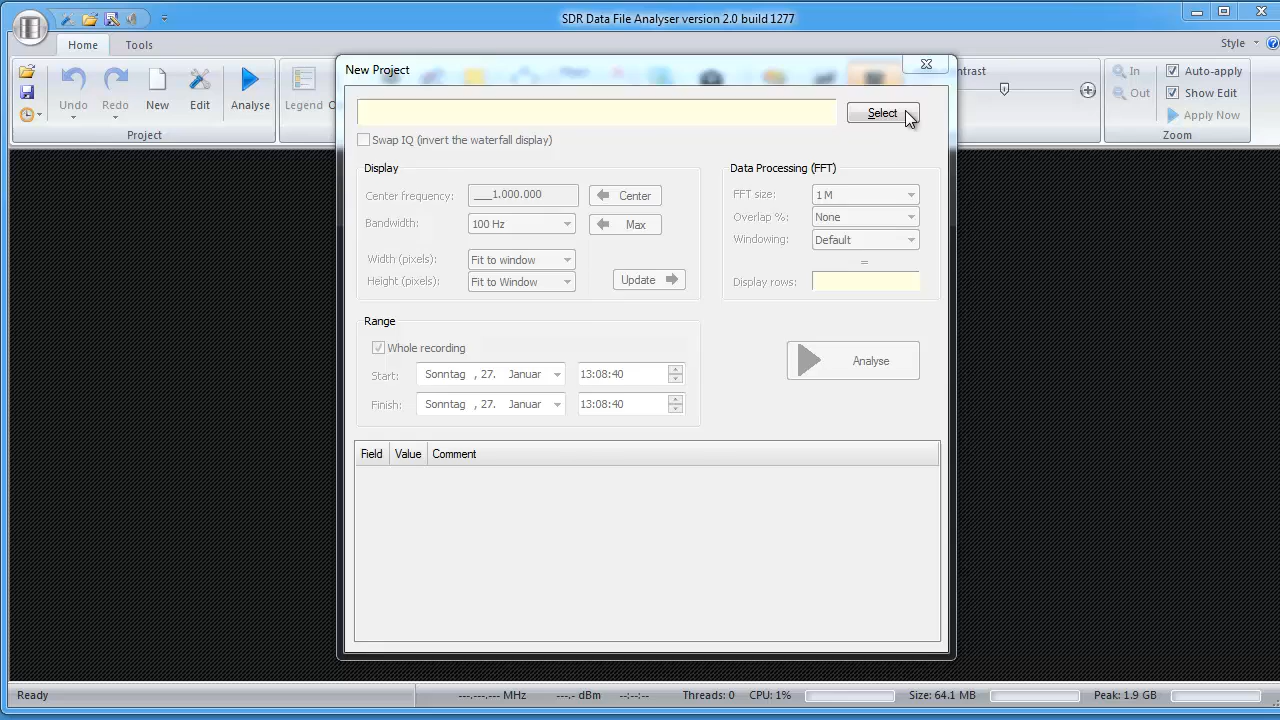 SDR Data File Analyser version 2.0 build 1277
Home
Tools
Style
Undo
Redo
New
Edit
Analyse
Legend
Project
In
Out
Auto-apply
Show Edit
Apply Now
Zoom
New Project
Select
Swap IQ (invert the waterfall display)
Display
Center frequency:
___1.000.000
Center
Bandwidth:
100 Hz
Max
Width (pixels):
Fit to window
Height (pixels):
Fit to Window
Update
Data Processing (FFT)
FFT size:
1 M
Overlap %:
None
Windowing:
Default
=
Display rows:
Range
Whole recording
Start:
Sonntag , 27. Januar
13:08:40
Finish:
Sonntag , 27. Januar
13:08:40
Analyse
Field
Value
Comment
Ready
---.---.--- MHz
---.- dBm
--:--:--
Threads: 0
CPU: 1%
Size: 64.1 MB
Peak: 1.9 GB